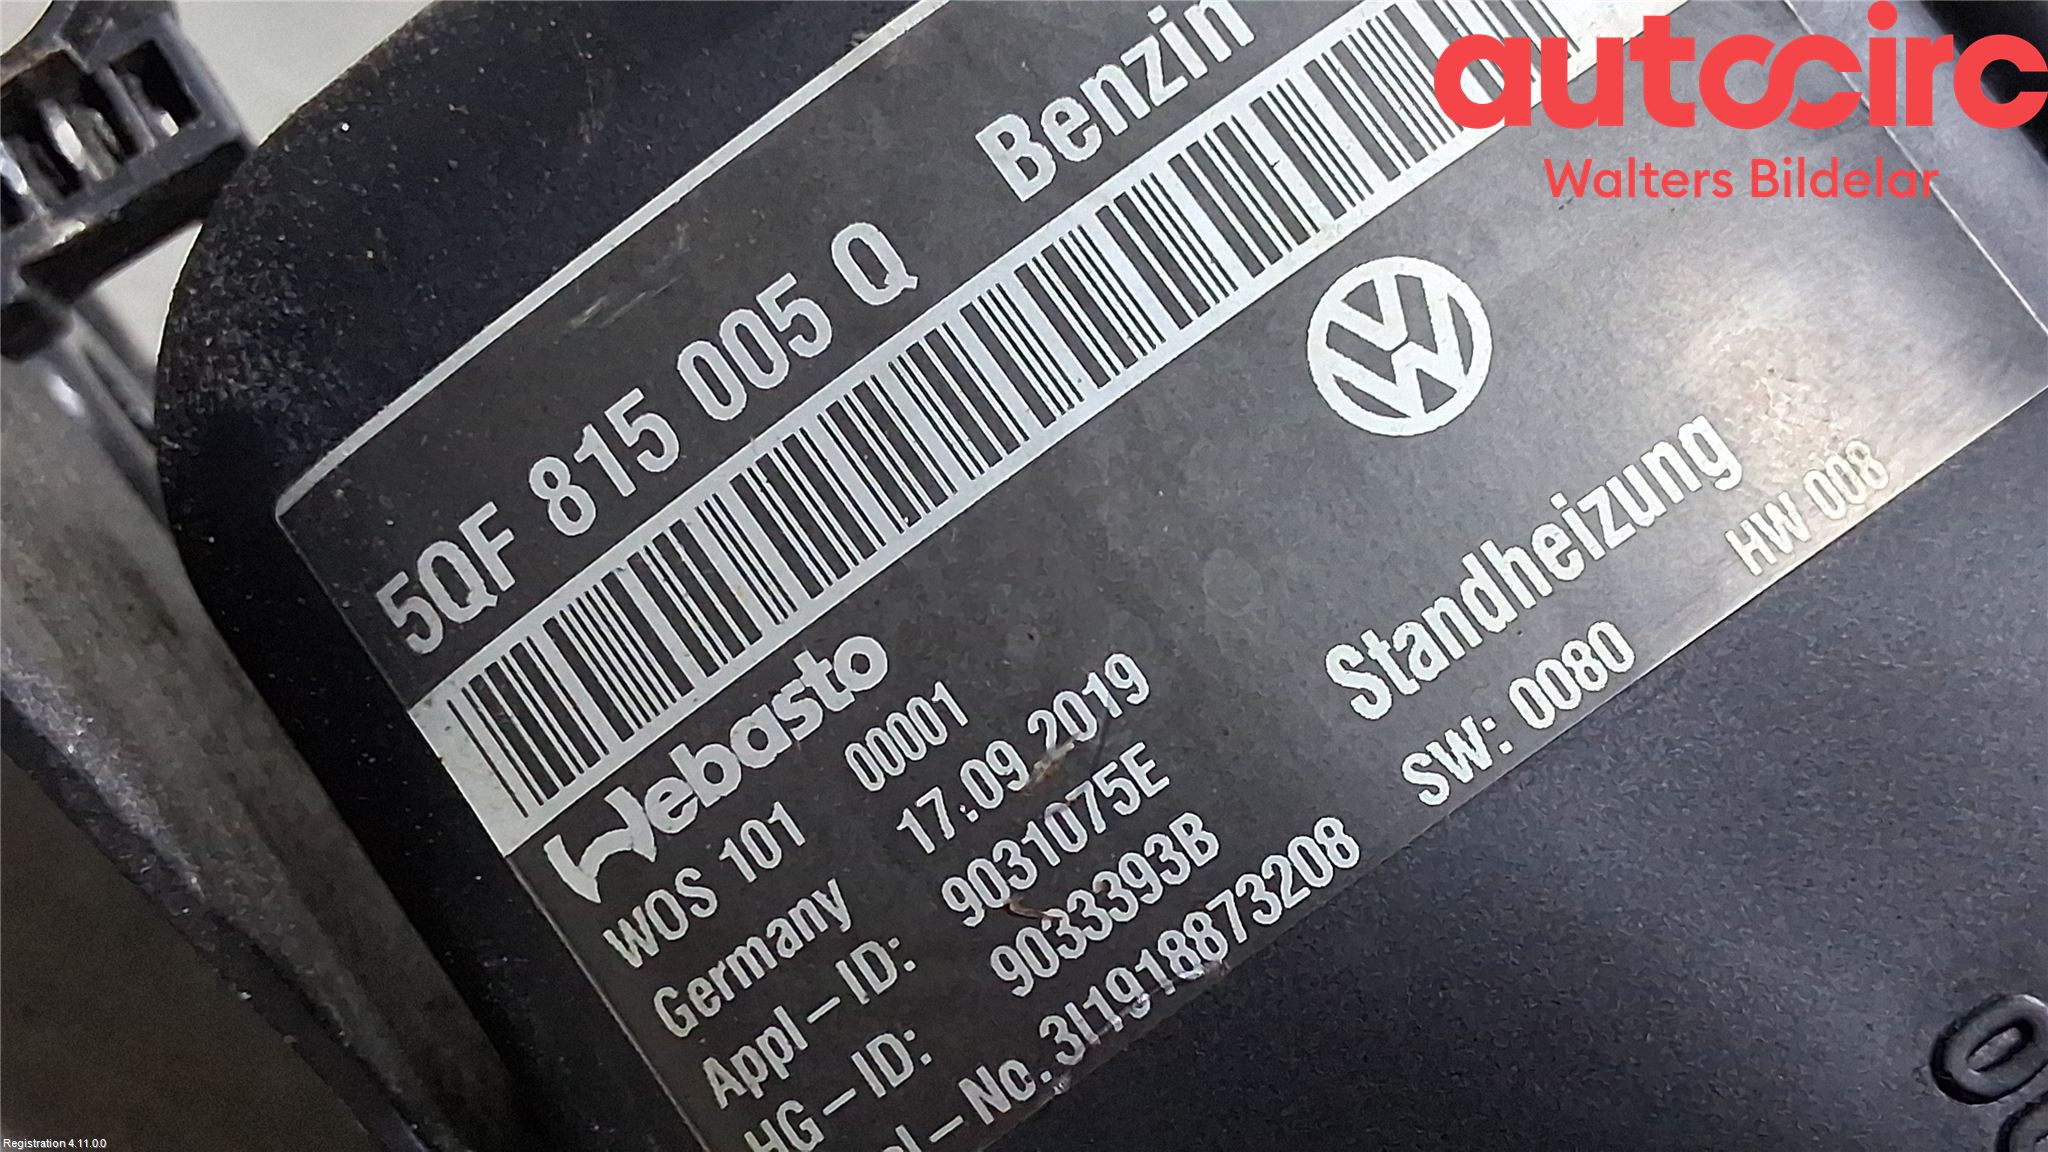 autocirc
Walters Bildelar
5QF 815 005 Q Benzin
Webasto
WOS 101 00001
Germany 17.09.2019
Appl-ID: 9031075E
HG-ID: 9033393B
-No. 3I1918873208
Standheizung
SW: 0080 HW 008
Registration 4.11.0.0